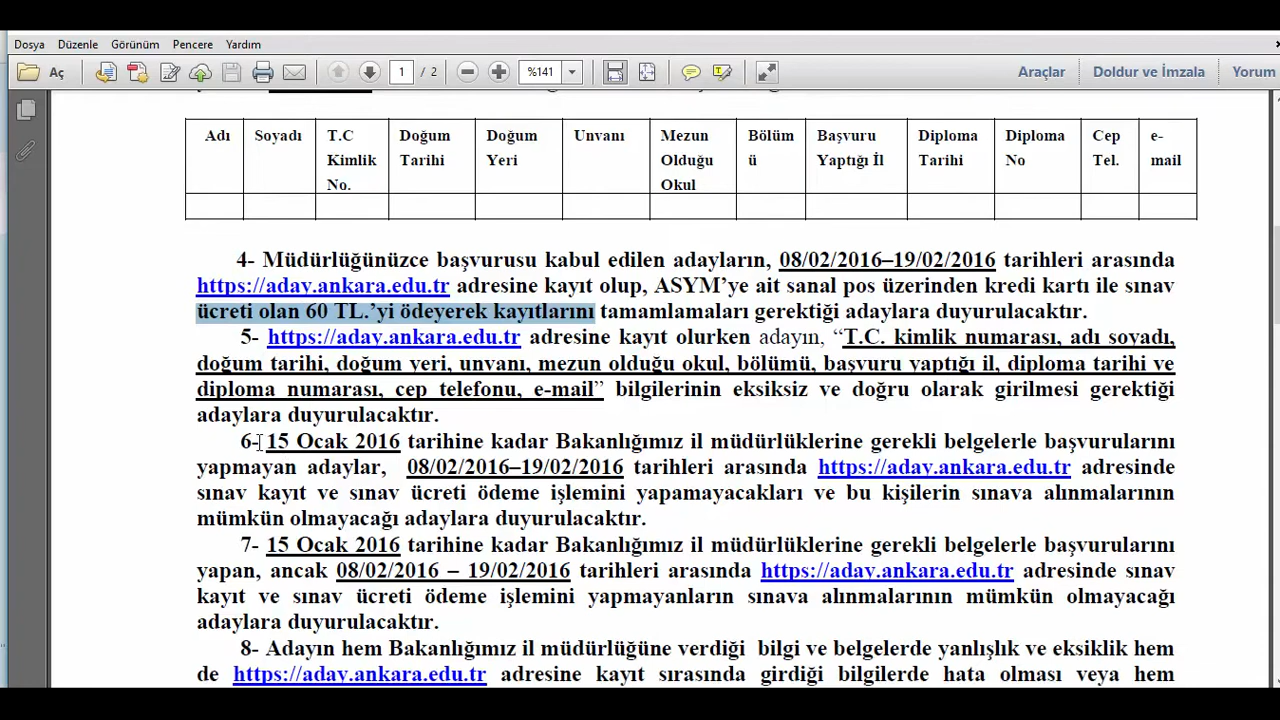 Dosya Düzenle Görünüm Pencere Yardım
Aç 1 / 2 %141 Araçlar Doldur ve İmzala Yorum
Adı Soyadı T.C Kimlik No. Doğum Tarihi Doğum Yeri Unvanı Mezun Olduğu Okul Bölüm ü Başvuru Yaptığı İl Diploma Tarihi Diploma No Cep Tel. e-mail
4- Müdürlüğünüzce başvurusu kabul edilen adayların, 08/02/2016–19/02/2016 tarihleri arasında
https://aday.ankara.edu.tr adresine kayıt olup, ASYM’ye ait sanal pos üzerinden kredi kartı ile sınav
ücreti olan 60 TL.’yi ödeyerek kayıtlarını tamamlamaları gerektiği adaylara duyurulacaktır.
5- https://aday.ankara.edu.tr adresine kayıt olurken adayın, “T.C. kimlik numarası, adı soyadı,
doğum tarihi, doğum yeri, unvanı, mezun olduğu okul, bölümü, başvuru yaptığı il, diploma tarihi ve
diploma numarası, cep telefonu, e-mail” bilgilerinin eksiksiz ve doğru olarak girilmesi gerektiği
adaylara duyurulacaktır.
6- 15 Ocak 2016 tarihine kadar Bakanlığımız il müdürlüklerine gerekli belgelerle başvurularını
yapmayan adaylar, 08/02/2016–19/02/2016 tarihleri arasında https://aday.ankara.edu.tr adresinde
sınav kayıt ve sınav ücreti ödeme işlemini yapamayacakları ve bu kişilerin sınava alınmalarının
mümkün olmayacağı adaylara duyurulacaktır.
7- 15 Ocak 2016 tarihine kadar Bakanlığımız il müdürlüklerine gerekli belgelerle başvurularını
yapan, ancak 08/02/2016 – 19/02/2016 tarihleri arasında https://aday.ankara.edu.tr adresinde sınav
kayıt ve sınav ücreti ödeme işlemini yapmayanların sınava alınmalarının mümkün olmayacağı
adaylara duyurulacaktır.
8- Adayın hem Bakanlığımız il müdürlüğüne verdiği bilgi ve belgelerde yanlışlık ve eksiklik hem
de https://aday.ankara.edu.tr adresine kayıt sırasında girdiği bilgilerde hata olması veya hem